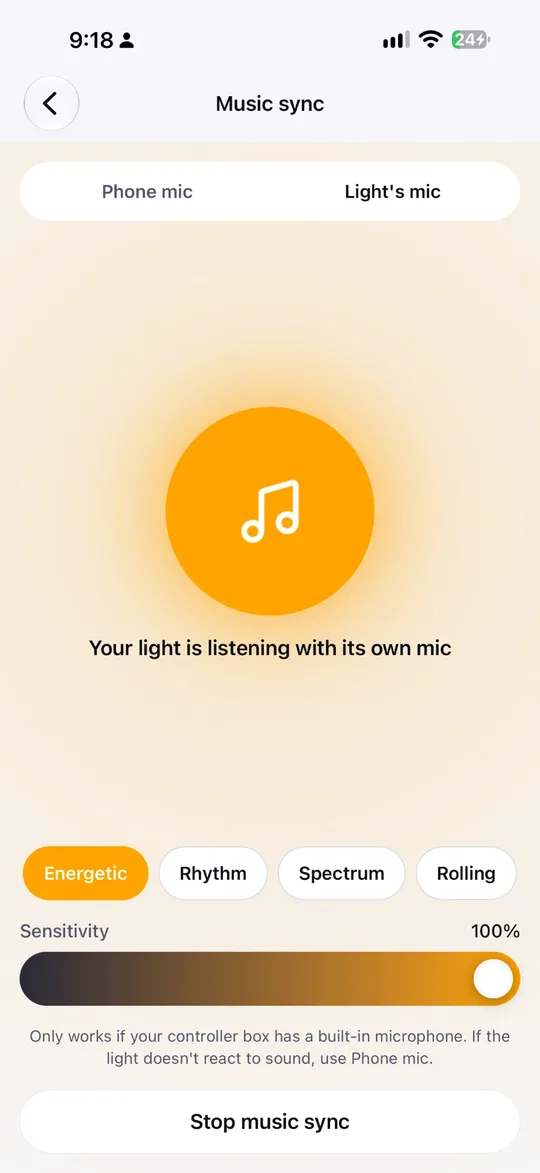 9:18
24
Music sync
Phone mic
Light's mic
Your light is listening with its own mic
Energetic
Rhythm
Spectrum
Rolling
Sensitivity
100%
Only works if your controller box has a built-in microphone. If the
light doesn't react to sound, use Phone mic.
Stop music sync